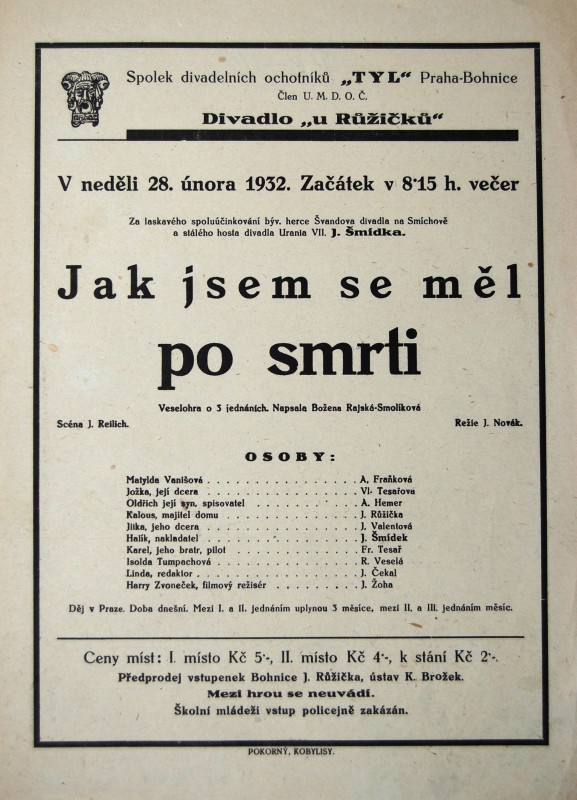 Spolek divadelních ochotníků „TYL“ Praha-Bohnice
Člen U. M. D. O. Č.
Divadlo „u Růžičků“
V neděli 28. února 1932. Začátek v 8·15 h. večer
Za laskavého spoluúčinkování býv. herce Švandova divadla na Smíchově
a stálého hosta divadla Urania VII. J. Šmídka.
Jak jsem se měl
po smrti
Veselohra o 3 jednáních. Napsala Božena Rajská-Smolíková
Scéna J. Reilich. Režie J. Novák.
OSOBY:
Matylda Vanišová . . . . . . . . . . . . . . . . . A. Fraňková
Jožka, její dcera . . . . . . . . . . . . . . . . . Vl. Tesařová
Oldřich její syn, spisovatel . . . . . . . . . . . A. Hemer
Kalous, majitel domu . . . . . . . . . . . . . . . J. Růžička
Jitka, jeho dcera . . . . . . . . . . . . . . . . . J. Valentová
Halík, nakladatel . . . . . . . . . . . . . . . . . J. Šmídek
Karel, jeho bratr, pilot . . . . . . . . . . . . . . Fr. Tesař
Isolda Tumpachová . . . . . . . . . . . . . . . . R. Veselá
Linda, redaktor . . . . . . . . . . . . . . . . . . J. Čekal
Harry Zvoneček, filmový režisér . . . . . . . . . J. Žoha
Děj v Praze. Doba dnešní. Mezi I. a II. jednáním uplynou 3 měsíce, mezi II. a III. jednáním měsíc.
Ceny míst: I. místo Kč 5·-, II. místo Kč 4·-, k stání Kč 2·-.
Předprodej vstupenek Bohnice J. Růžička, ústav K. Brožek.
Mezi hrou se neuvádí.
Školní mládeži vstup policejně zakázán.
POKORNÝ, KOBYLISY.